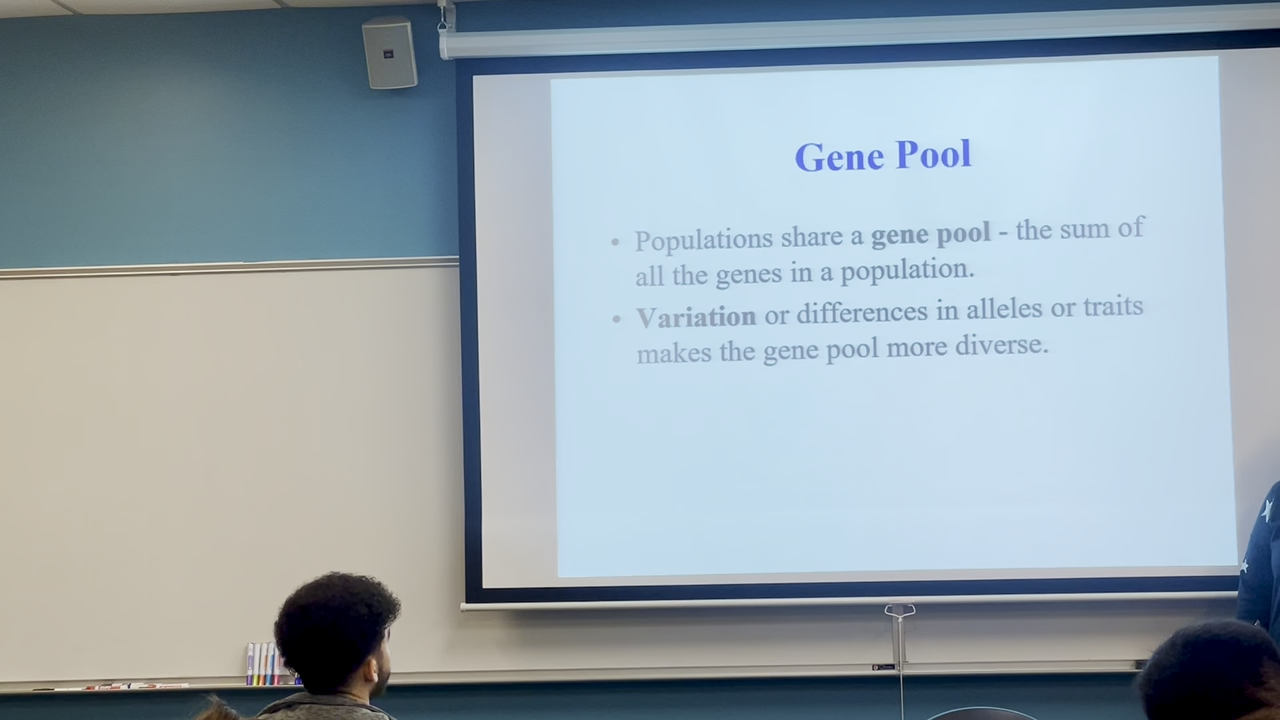 Gene Pool
• Populations share a gene pool - the sum of
all the genes in a population.
• Variation or differences in alleles or traits
makes the gene pool more diverse.